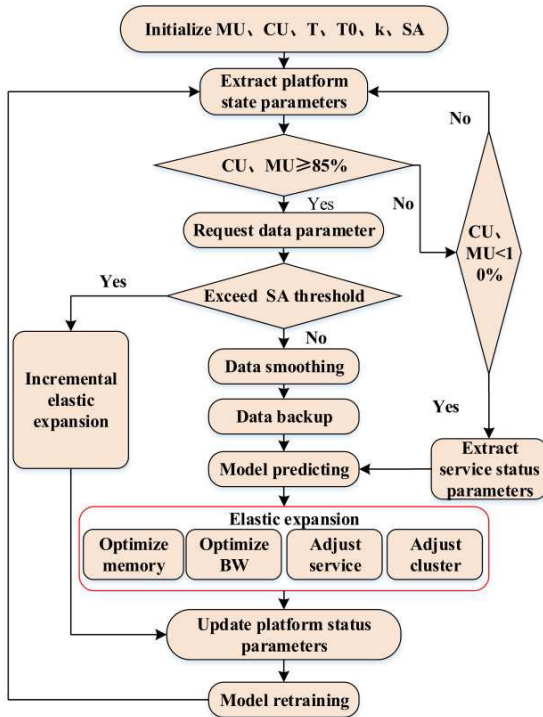 Initialize MU、CU、T、T0、k、SA
Extract platform
state parameters
No
CU、MU≥85%
Yes
No
Request data parameter
CU、
MU<1
0%
Yes
Exceed SA threshold
No
Incremental
elastic
expansion
Data smoothing
Data backup
Yes
Model predicting
Extract
service status
parameters
Elastic expansion
Optimize
memory
Optimize
BW
Adjust
service
Adjust
cluster
Update platform status
parameters
Model retraining